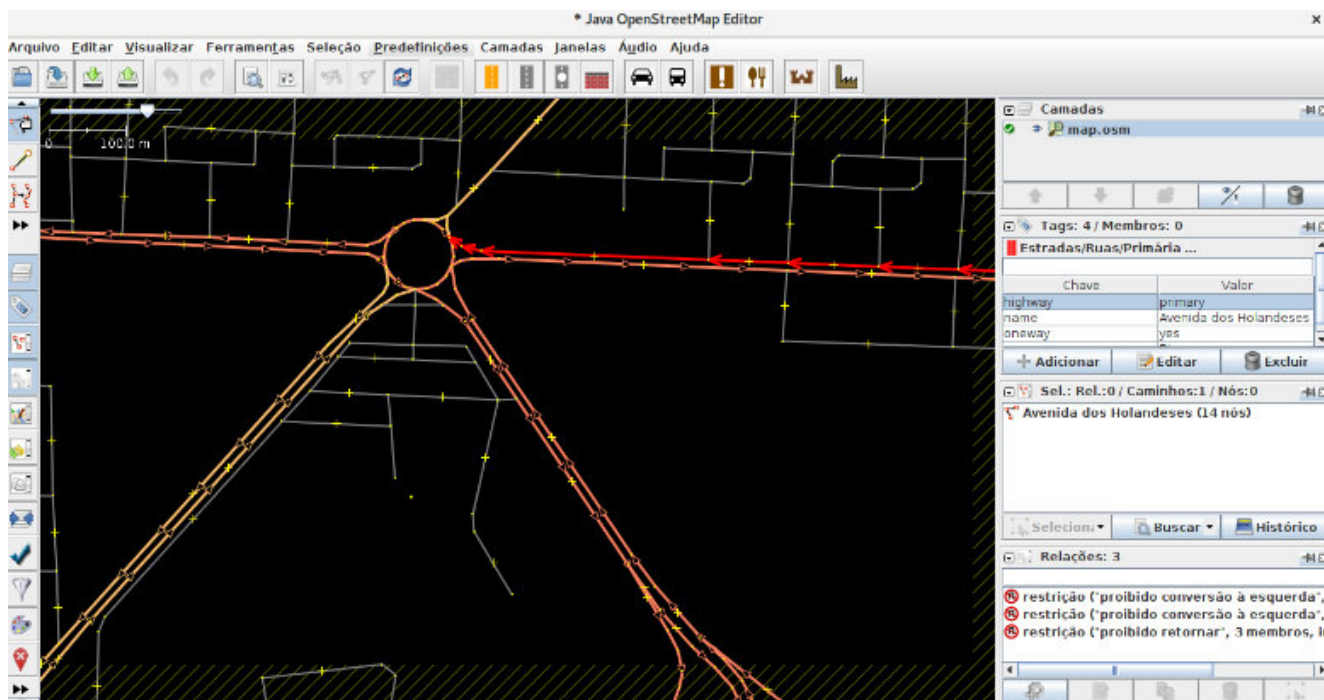 * Java OpenStreetMap Editor
Arquivo Editar Visualizar Ferramentas Seleção Predefinições Camadas Janelas Áudio Ajuda
0 100.0 m
Camadas
map.osm
Tags: 4 / Membros: 0
Estradas/Ruas/Primária ...
Chave Valor
highway primary
name Avenida dos Holandeses
oneway yes
Adicionar Editar Excluir
Sel.: Rel.:0 / Caminhos:1 / Nós:0
Avenida dos Holandeses (14 nós)
Selecion Buscar Histórico
Relações: 3
restrição ("proibido conversão à esquerda",
restrição ("proibido conversão à esquerda",
restrição ("proibido retornar", 3 membros, i